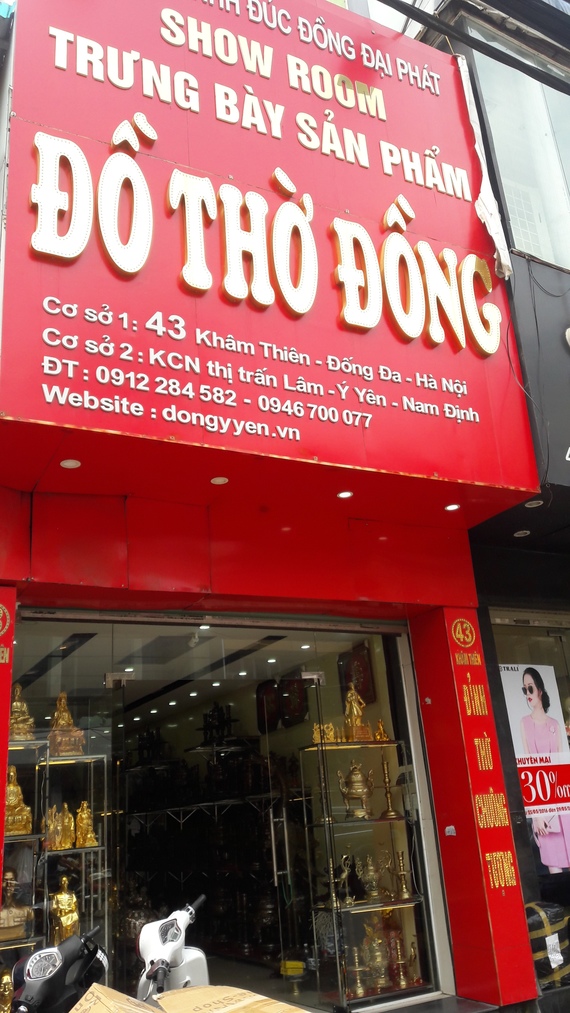 ĐÚC ĐỒNG ĐẠI PHÁT
SHOW ROOM
TRƯNG BÀY SẢN PHẨM
ĐỒ THỜ ĐỒNG
Cơ sở 1 : 43 Khâm Thiên - Đống Đa - Hà Nội
Cơ sở 2 : KCN thị trấn Lâm - Ý Yên - Nam Định
ĐT : 0912 284 582 - 0946 700 077
Website : dongyyen.vn
43
KHÂM THIÊN
ĐỈNH
THỜ
CHUÔNG
TƯỢNG
30%